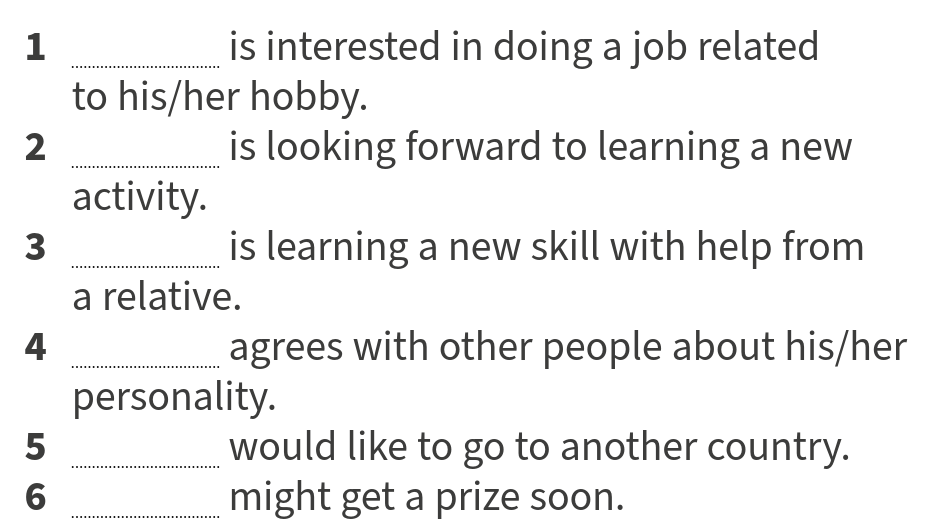 1 .......... is interested in doing a job related
to his/her hobby.
2 .......... is looking forward to learning a new
activity.
3 .......... is learning a new skill with help from
a relative.
4 .......... agrees with other people about his/her
personality.
5 .......... would like to go to another country.
6 .......... might get a prize soon.